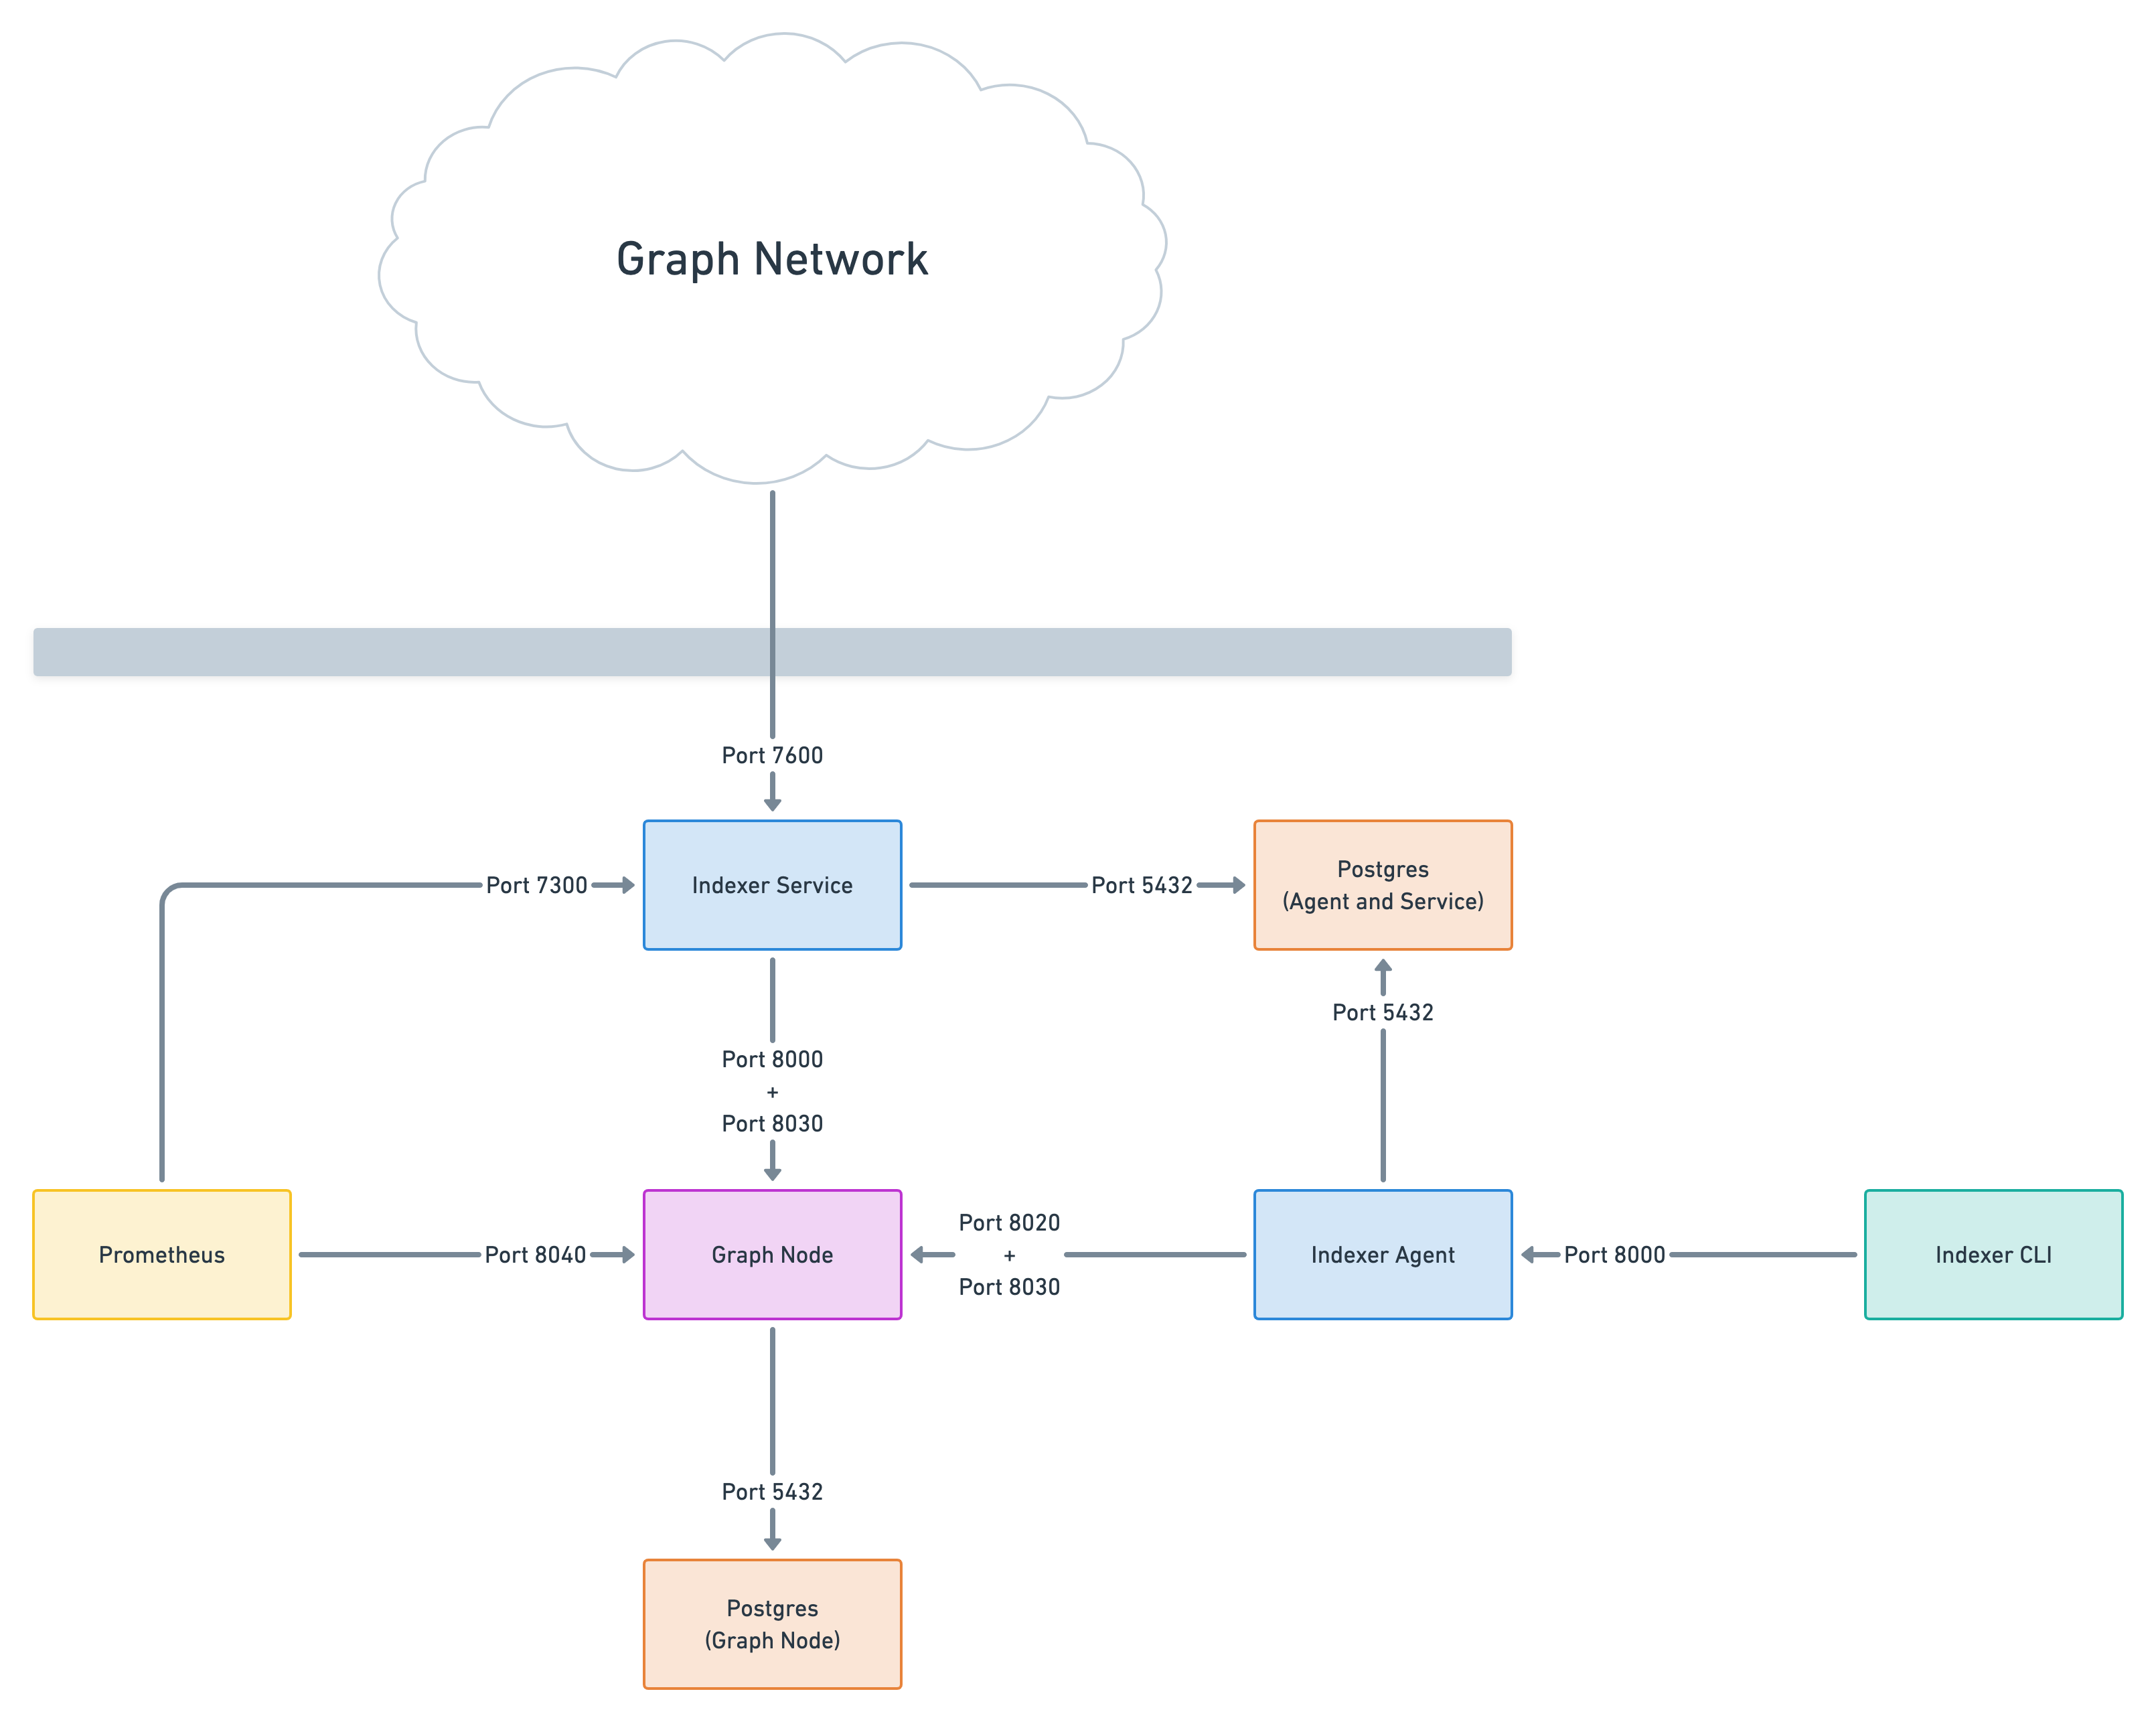 Graph Network
Port 7600
Port 7300
Indexer Service
Port 5432
Postgres
(Agent and Service)
Port 5432
Port 8000
+
Port 8030
Prometheus
Port 8040
Graph Node
Port 8020
+
Port 8030
Indexer Agent
Port 8000
Indexer CLI
Port 5432
Postgres
(Graph Node)